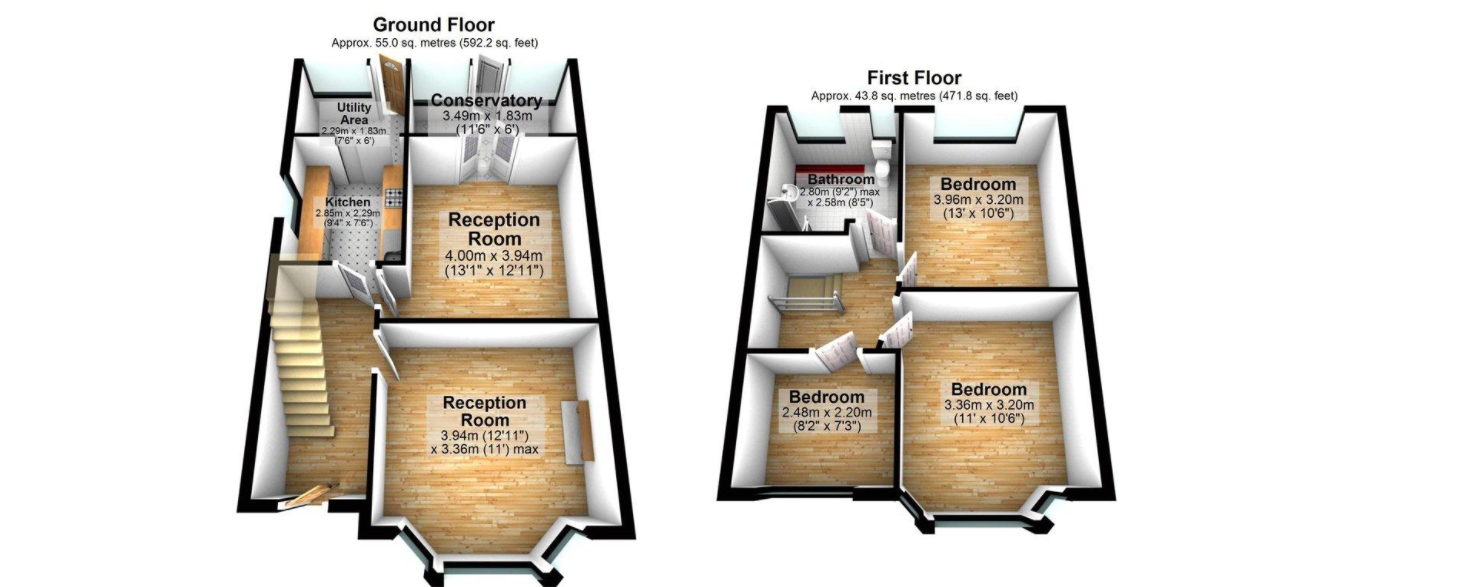 Ground Floor
Approx. 55.0 sq. metres (592.2 sq. feet)
Utility
Area
2.29m x 1.83m
(7'6" x 6')
Conservatory
3.49m x 1.83m
(11'6" x 6')
Kitchen
2.85m x 2.29m
(9'4" x 7'6")
Reception
Room
4.00m x 3.94m
(13'1" x 12'11")
Reception
Room
3.94m (12'11")
x 3.36m (11') max
First Floor
Approx. 43.8 sq. metres (471.8 sq. feet)
Bathroom
2.80m (9'2") max
x 2.58m (8'5")
Bedroom
3.96m x 3.20m
(13' x 10'6")
Bedroom
2.48m x 2.20m
(8'2" x 7'3")
Bedroom
3.36m x 3.20m
(11' x 10'6")